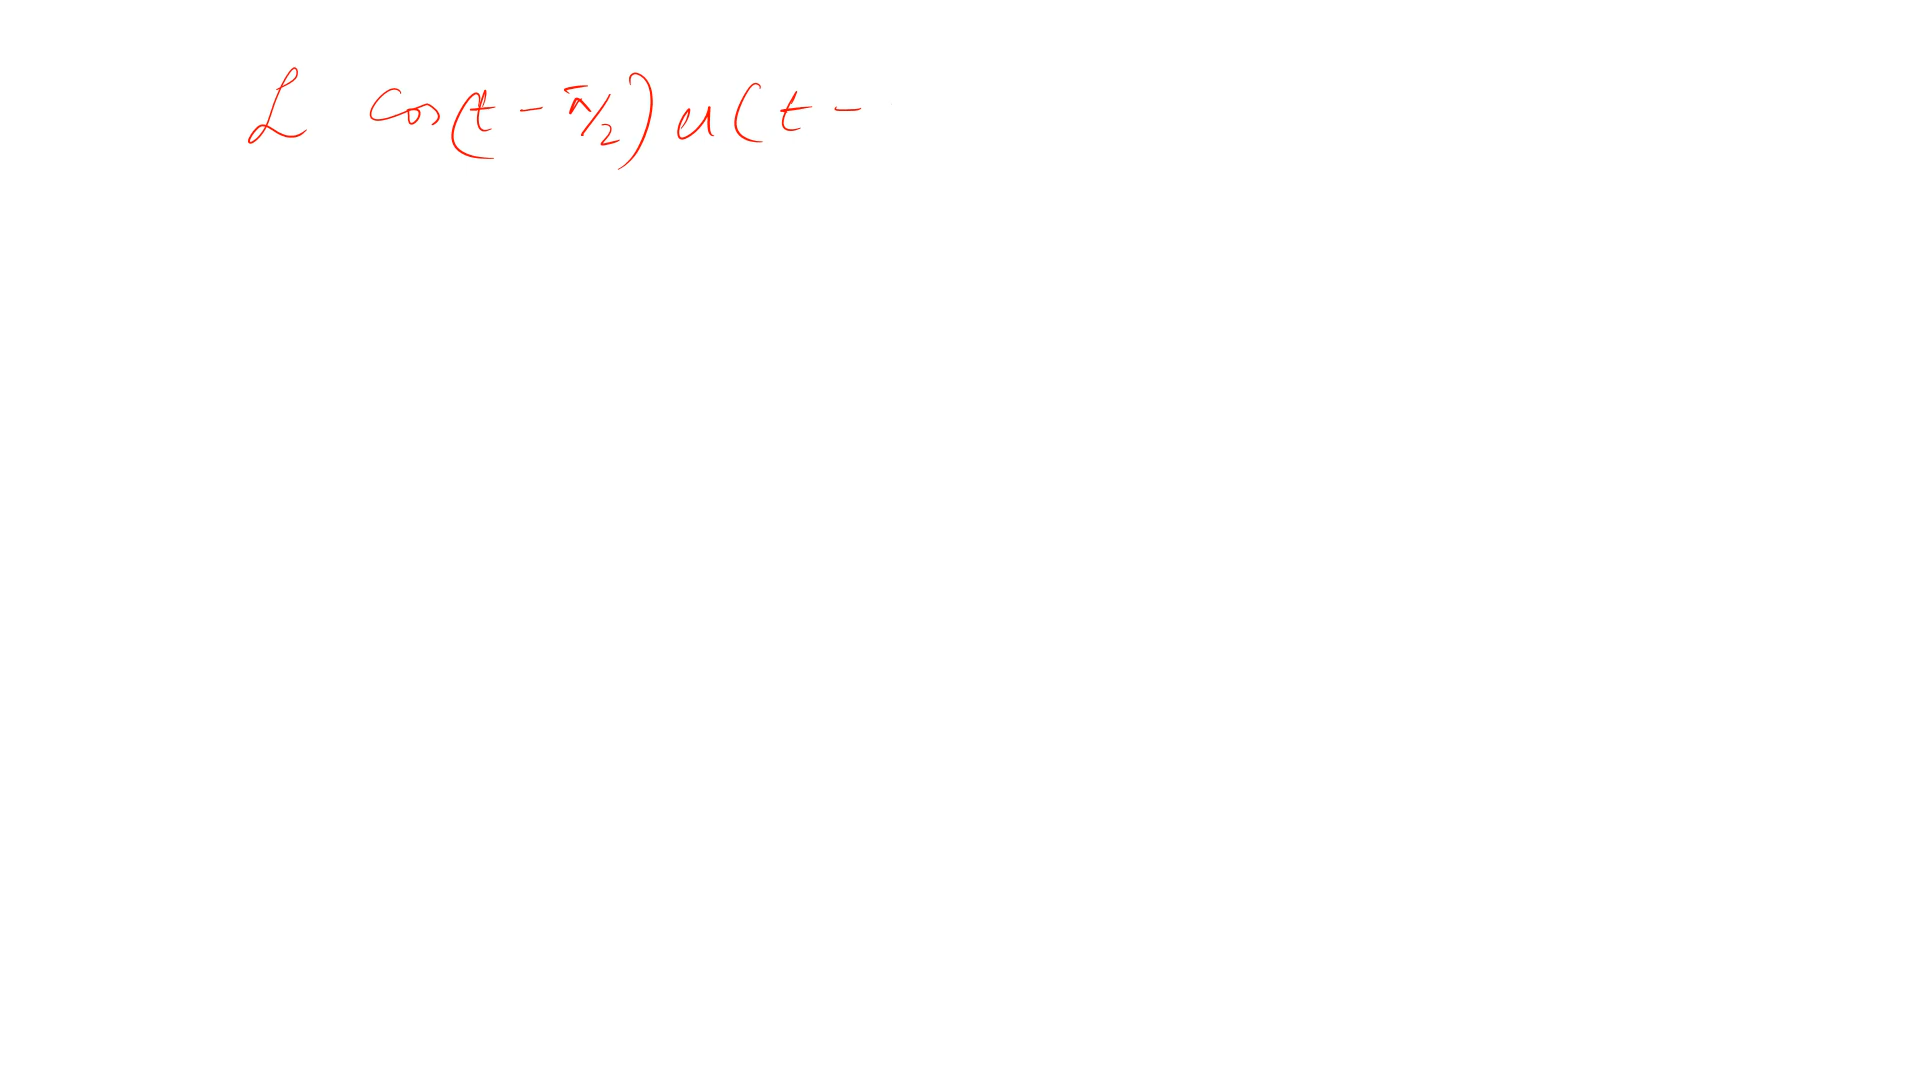 ℒ cos(t - π/2) u(t -